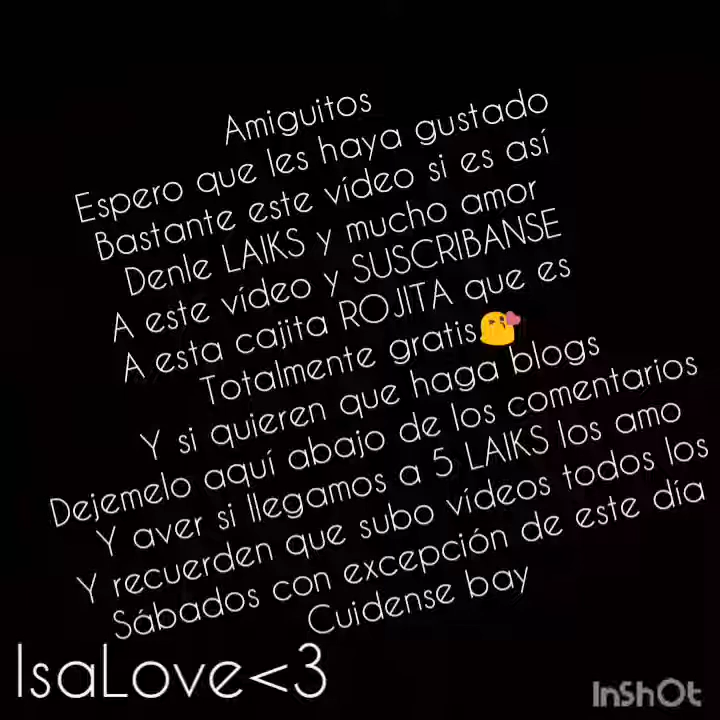 Amiguitos
Espero que les haya gustado
Bastante este vídeo si es así
Denle LAIKS y mucho amor
A este vídeo y SUSCRIBANSE
A esta cajita ROJITA que es
Totalmente gratis😘
Y si quieren que haga blogs
Dejemelo aquí abajo de los comentarios
Y aver si llegamos a 5 LAIKS los amo
Y recuerden que subo vídeos todos los
Sábados con excepción de este día
Cuidense bay
IsaLove<3
InShOt